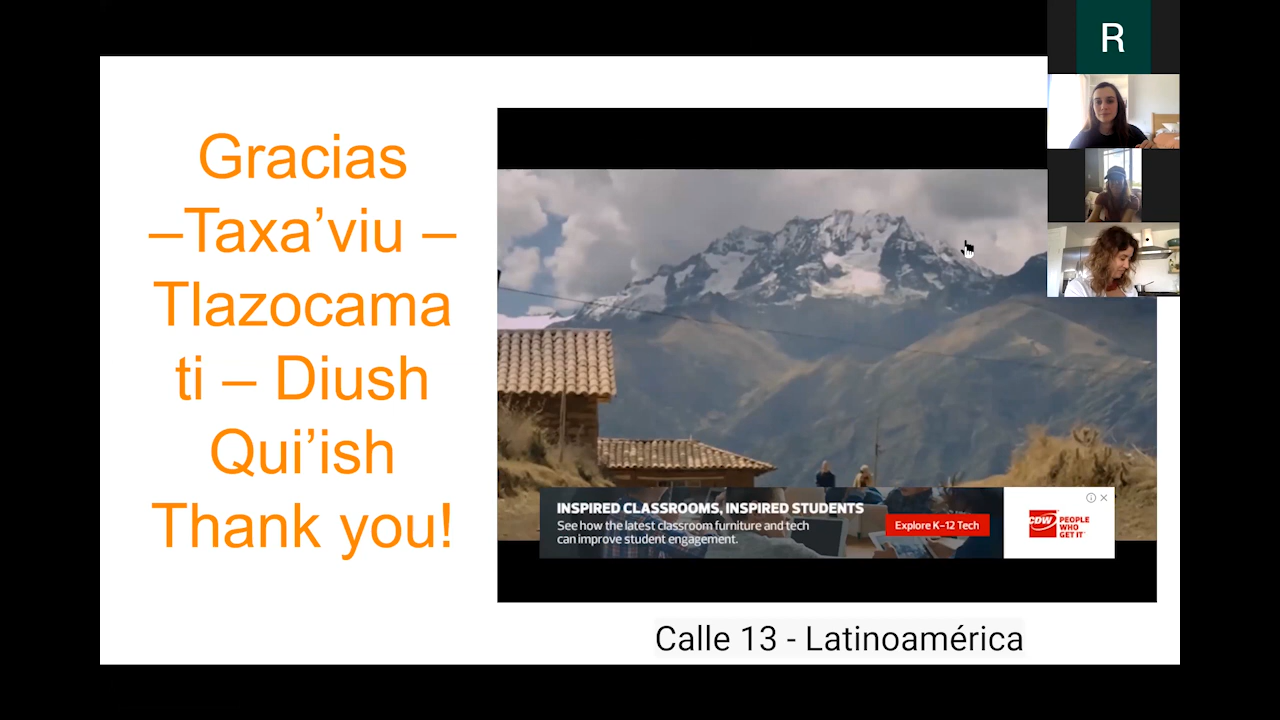 R
Gracias
–Taxa’viu –
Tlazocama
ti – Diush
Qui’ish
Thank you!
INSPIRED CLASSROOMS, INSPIRED STUDENTS
See how the latest classroom furniture and tech
can improve student engagement.
Explore K–12 Tech
CDW
PEOPLE
WHO
GET IT
Calle 13 - Latinoamérica